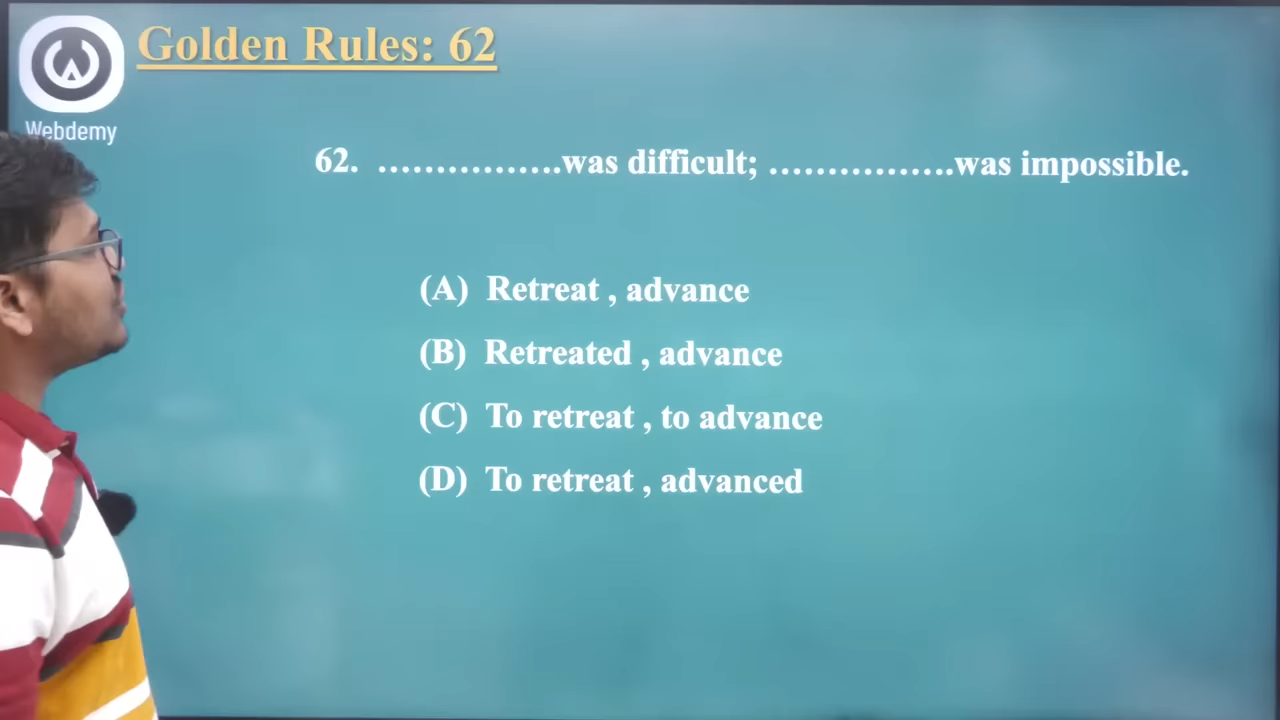 Golden Rules: 62
Webdemy
62. ................was difficult; ................was impossible.
(A) Retreat , advance
(B) Retreated , advance
(C) To retreat , to advance
(D) To retreat , advanced